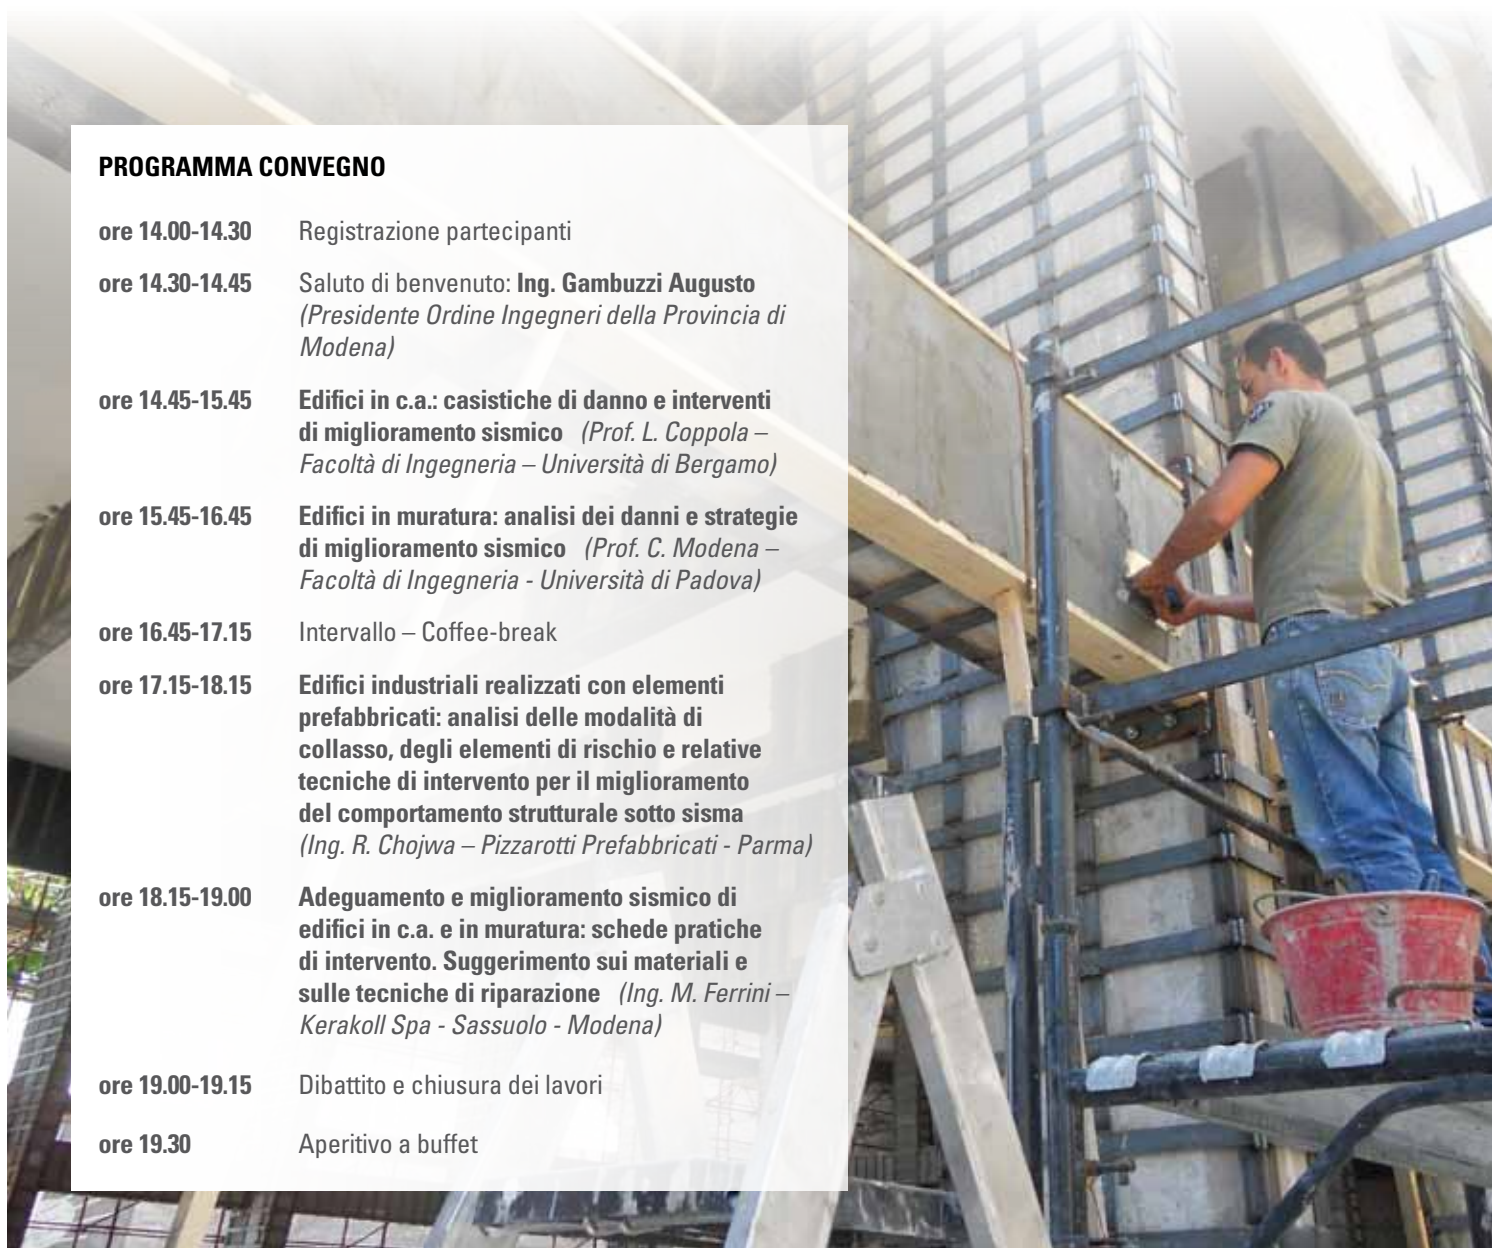 PROGRAMMA CONVEGNO
ore 14.00-14.30 Registrazione partecipanti
ore 14.30-14.45 Saluto di benvenuto: Ing. Gambuzzi Augusto
(Presidente Ordine Ingegneri della Provincia di
Modena)
ore 14.45-15.45 Edifici in c.a.: casistiche di danno e interventi
di miglioramento sismico (Prof. L. Coppola –
Facoltà di Ingegneria – Università di Bergamo)
ore 15.45-16.45 Edifici in muratura: analisi dei danni e strategie
di miglioramento sismico (Prof. C. Modena –
Facoltà di Ingegneria - Università di Padova)
ore 16.45-17.15 Intervallo – Coffee-break
ore 17.15-18.15 Edifici industriali realizzati con elementi
prefabbricati: analisi delle modalità di
collasso, degli elementi di rischio e relative
tecniche di intervento per il miglioramento
del comportamento strutturale sotto sisma
(Ing. R. Chojwa – Pizzarotti Prefabbricati - Parma)
ore 18.15-19.00 Adeguamento e miglioramento sismico di
edifici in c.a. e in muratura: schede pratiche
di intervento. Suggerimento sui materiali e
sulle tecniche di riparazione (Ing. M. Ferrini –
Kerakoll Spa - Sassuolo - Modena)
ore 19.00-19.15 Dibattito e chiusura dei lavori
ore 19.30 Aperitivo a buffet